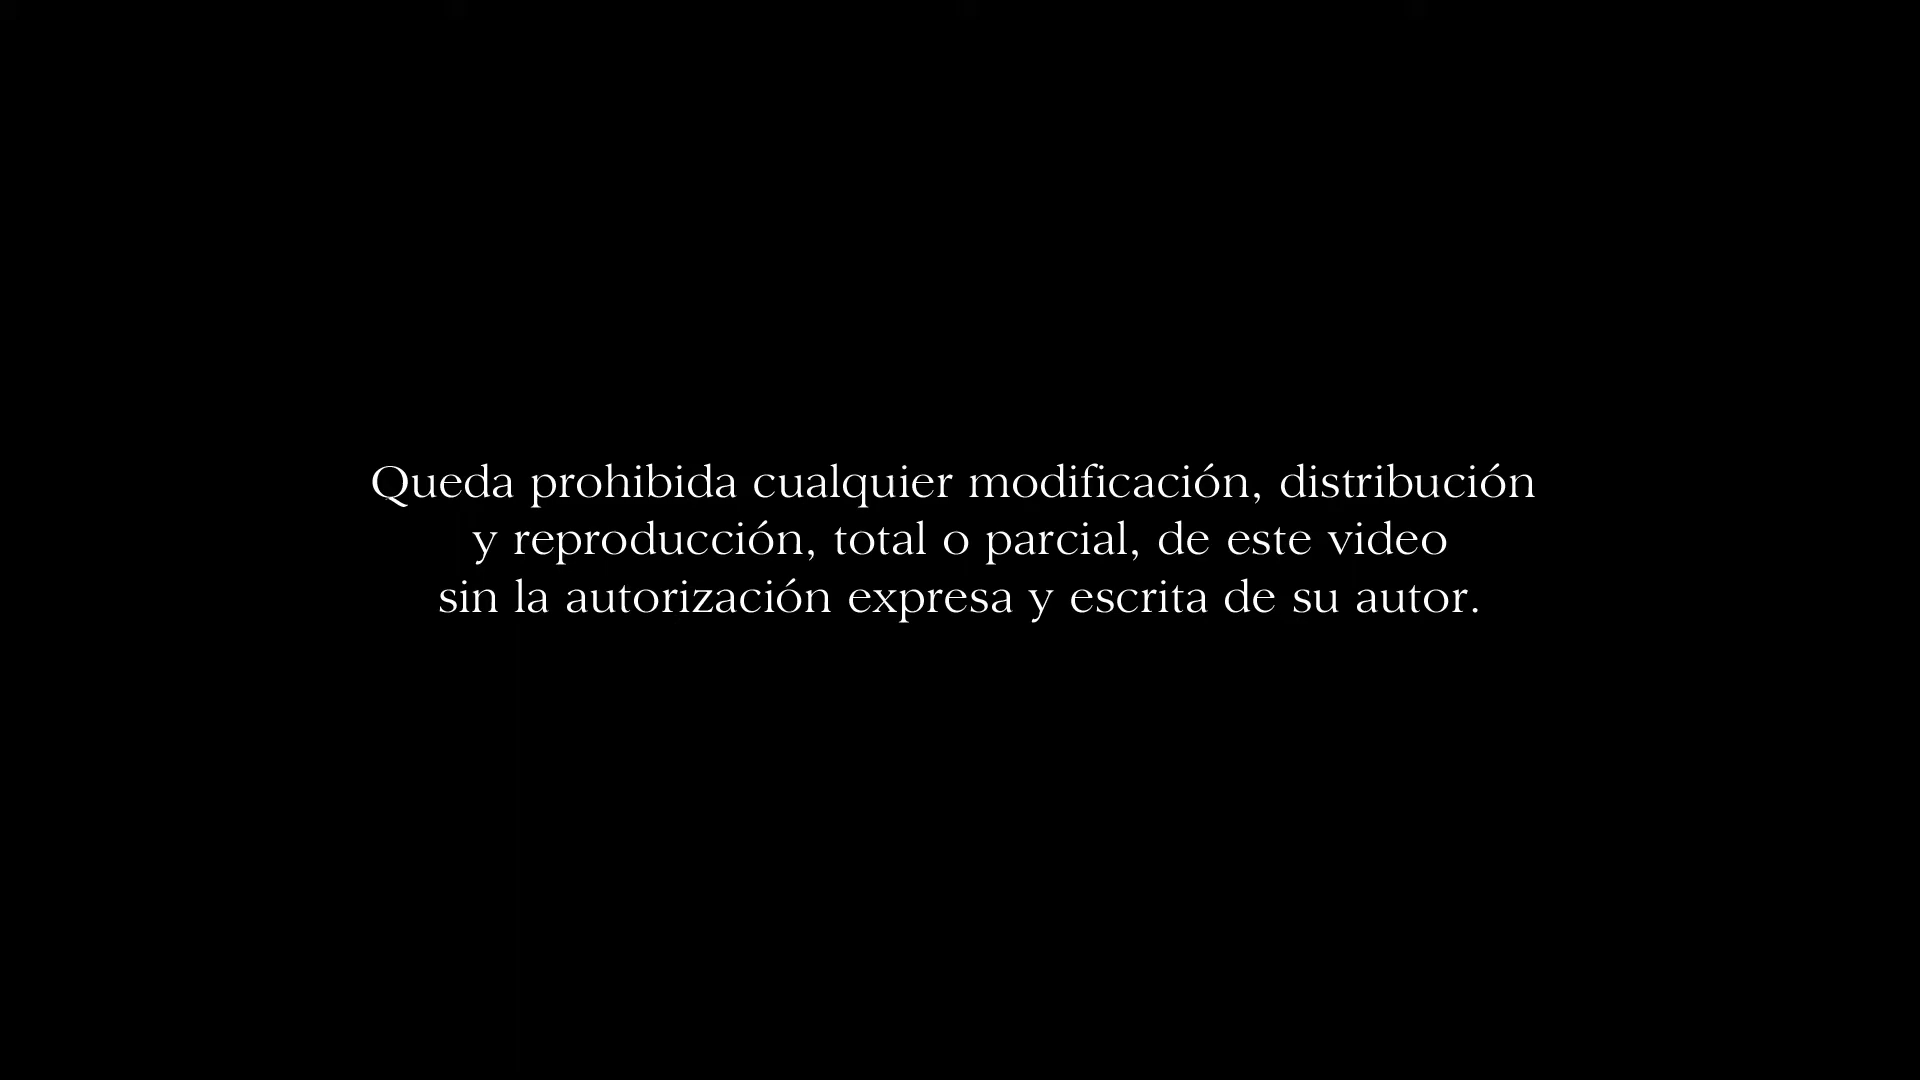 Queda prohibida cualquier modificación, distribución
y reproducción, total o parcial, de este video
sin la autorización expresa y escrita de su autor.